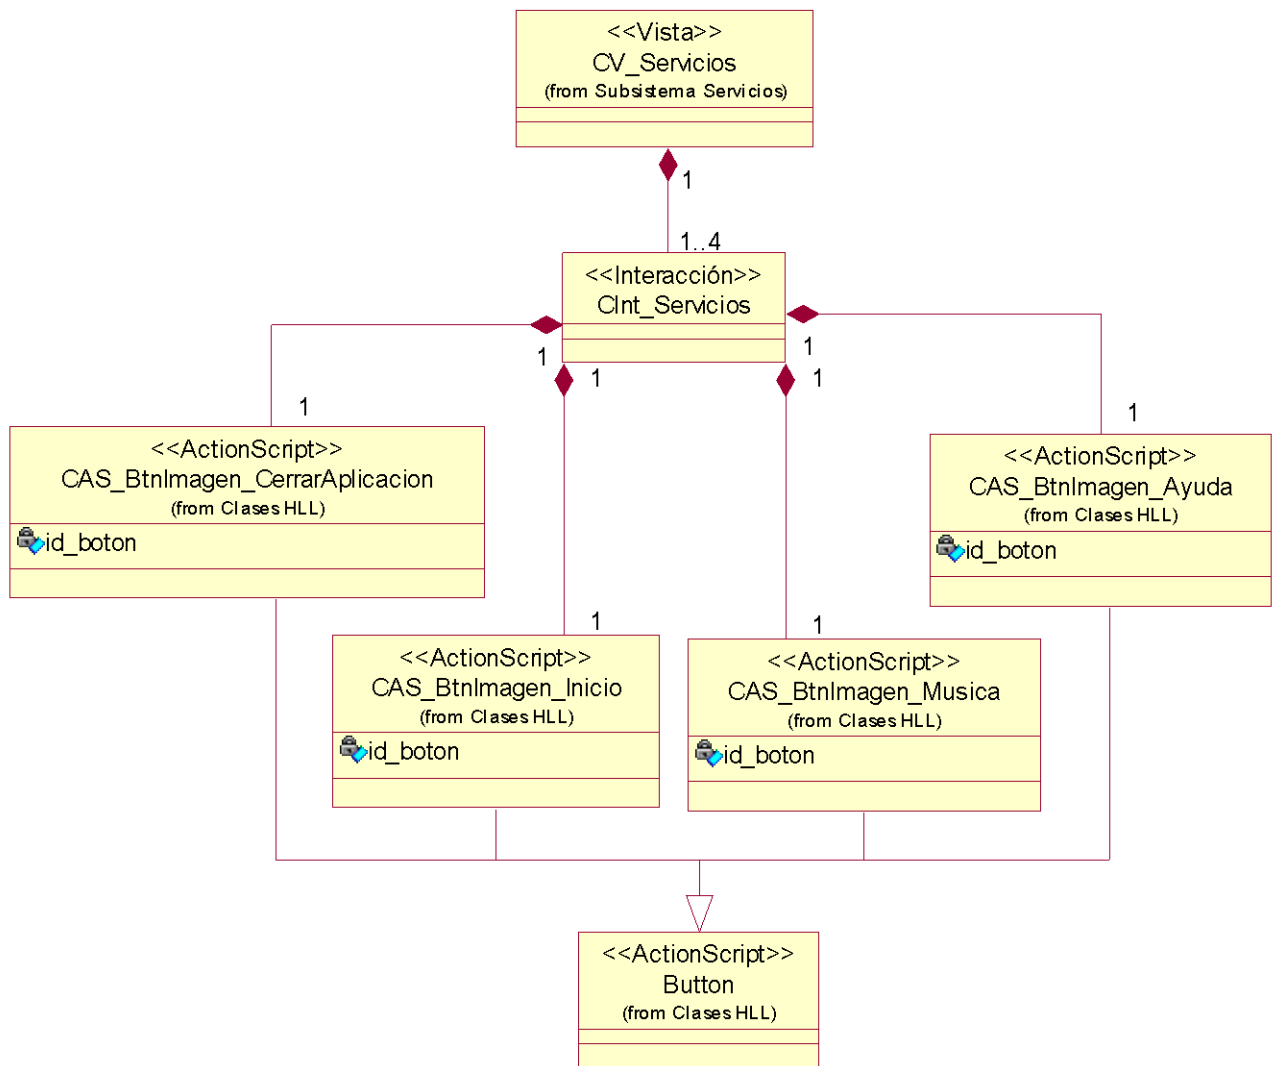 <<Vista>>
CV_Servicios
(from Subsistema Servicios)
1
1..4
<<Interacción>>
CInt_Servicios
1
1
1
1
1
1
<<ActionScript>>
CAS_BtnImagen_CerrarAplicacion
(from Clases HLL)
id_boton
<<ActionScript>>
CAS_BtnImagen_Ayuda
(from Clases HLL)
id_boton
1
1
<<ActionScript>>
CAS_BtnImagen_Inicio
(from Clases HLL)
id_boton
<<ActionScript>>
CAS_BtnImagen_Musica
(from Clases HLL)
id_boton
<<ActionScript>>
Button
(from Clases HLL)